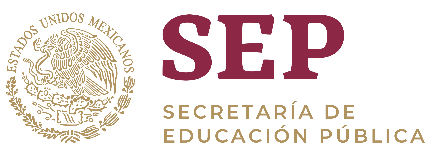 ESTADOS UNIDOS MEXICANOS
SEP
SECRETARÍA DE
EDUCACIÓN PÚBLICA